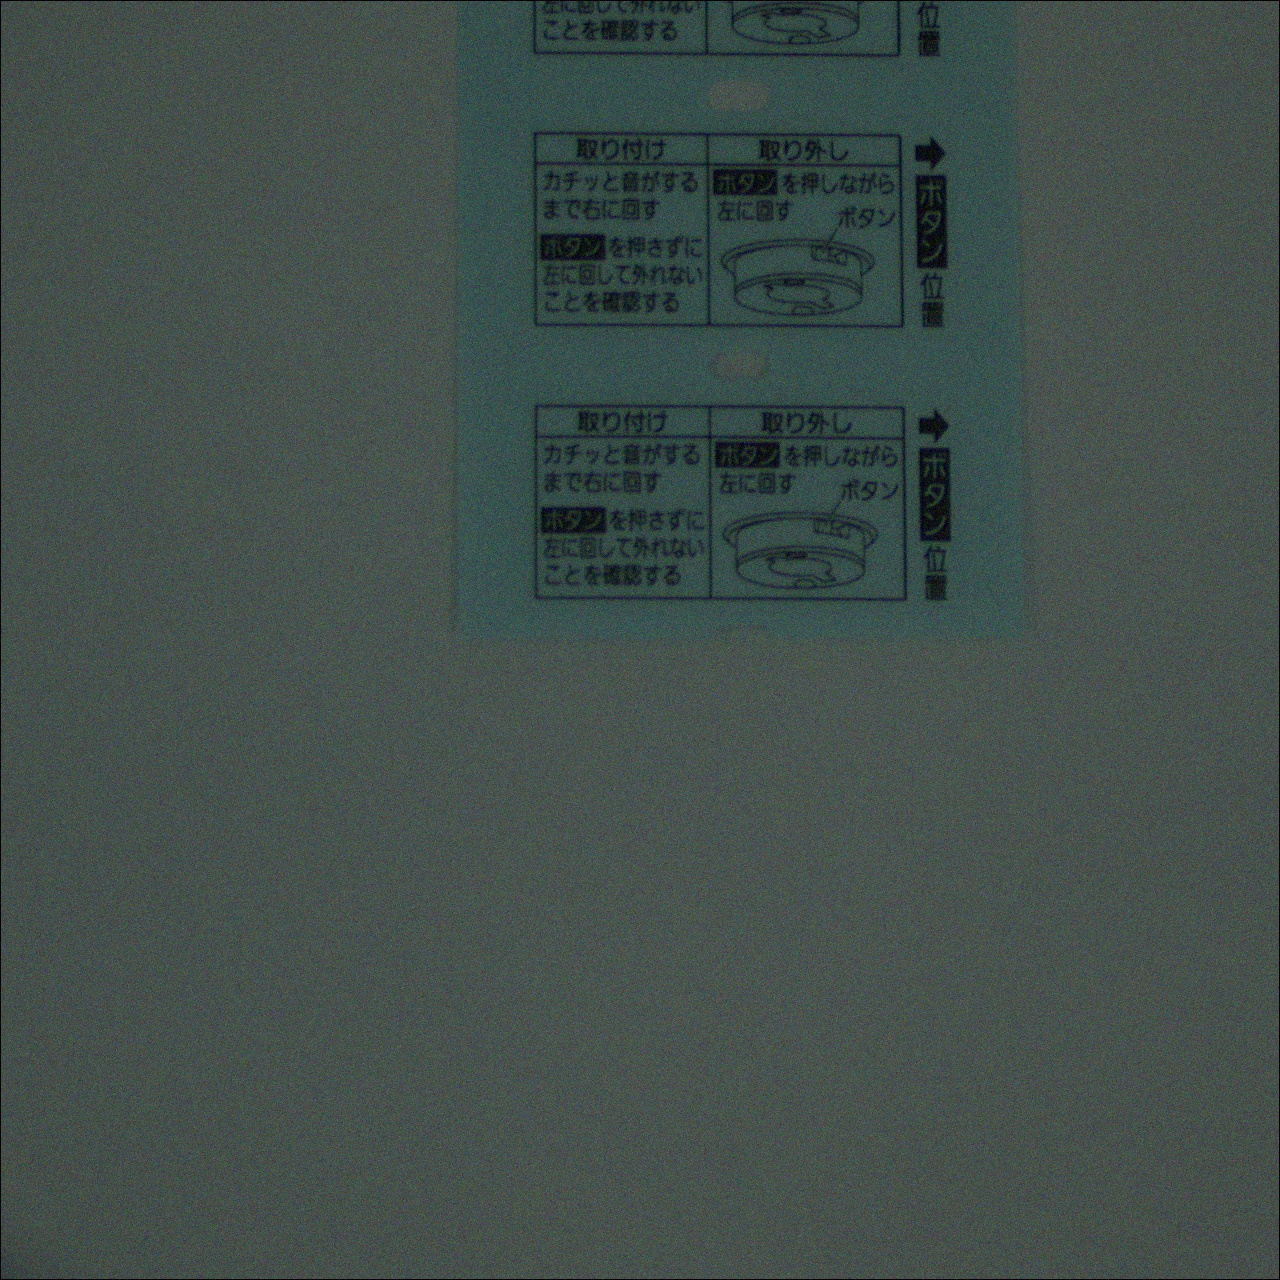 左に回して外れない
ことを確認する
位置
取り付け
カチッと音がする
まで右に回す
ボタンを押さずに
左に回して外れない
ことを確認する
取り外し
ボタンを押しながら
左に回す
ボタン
➡ボタン位置
取り付け
カチッと音がする
まで右に回す
ボタンを押さずに
左に回して外れない
ことを確認する
取り外し
ボタンを押しながら
左に回す
ボタン
➡ボタン位置